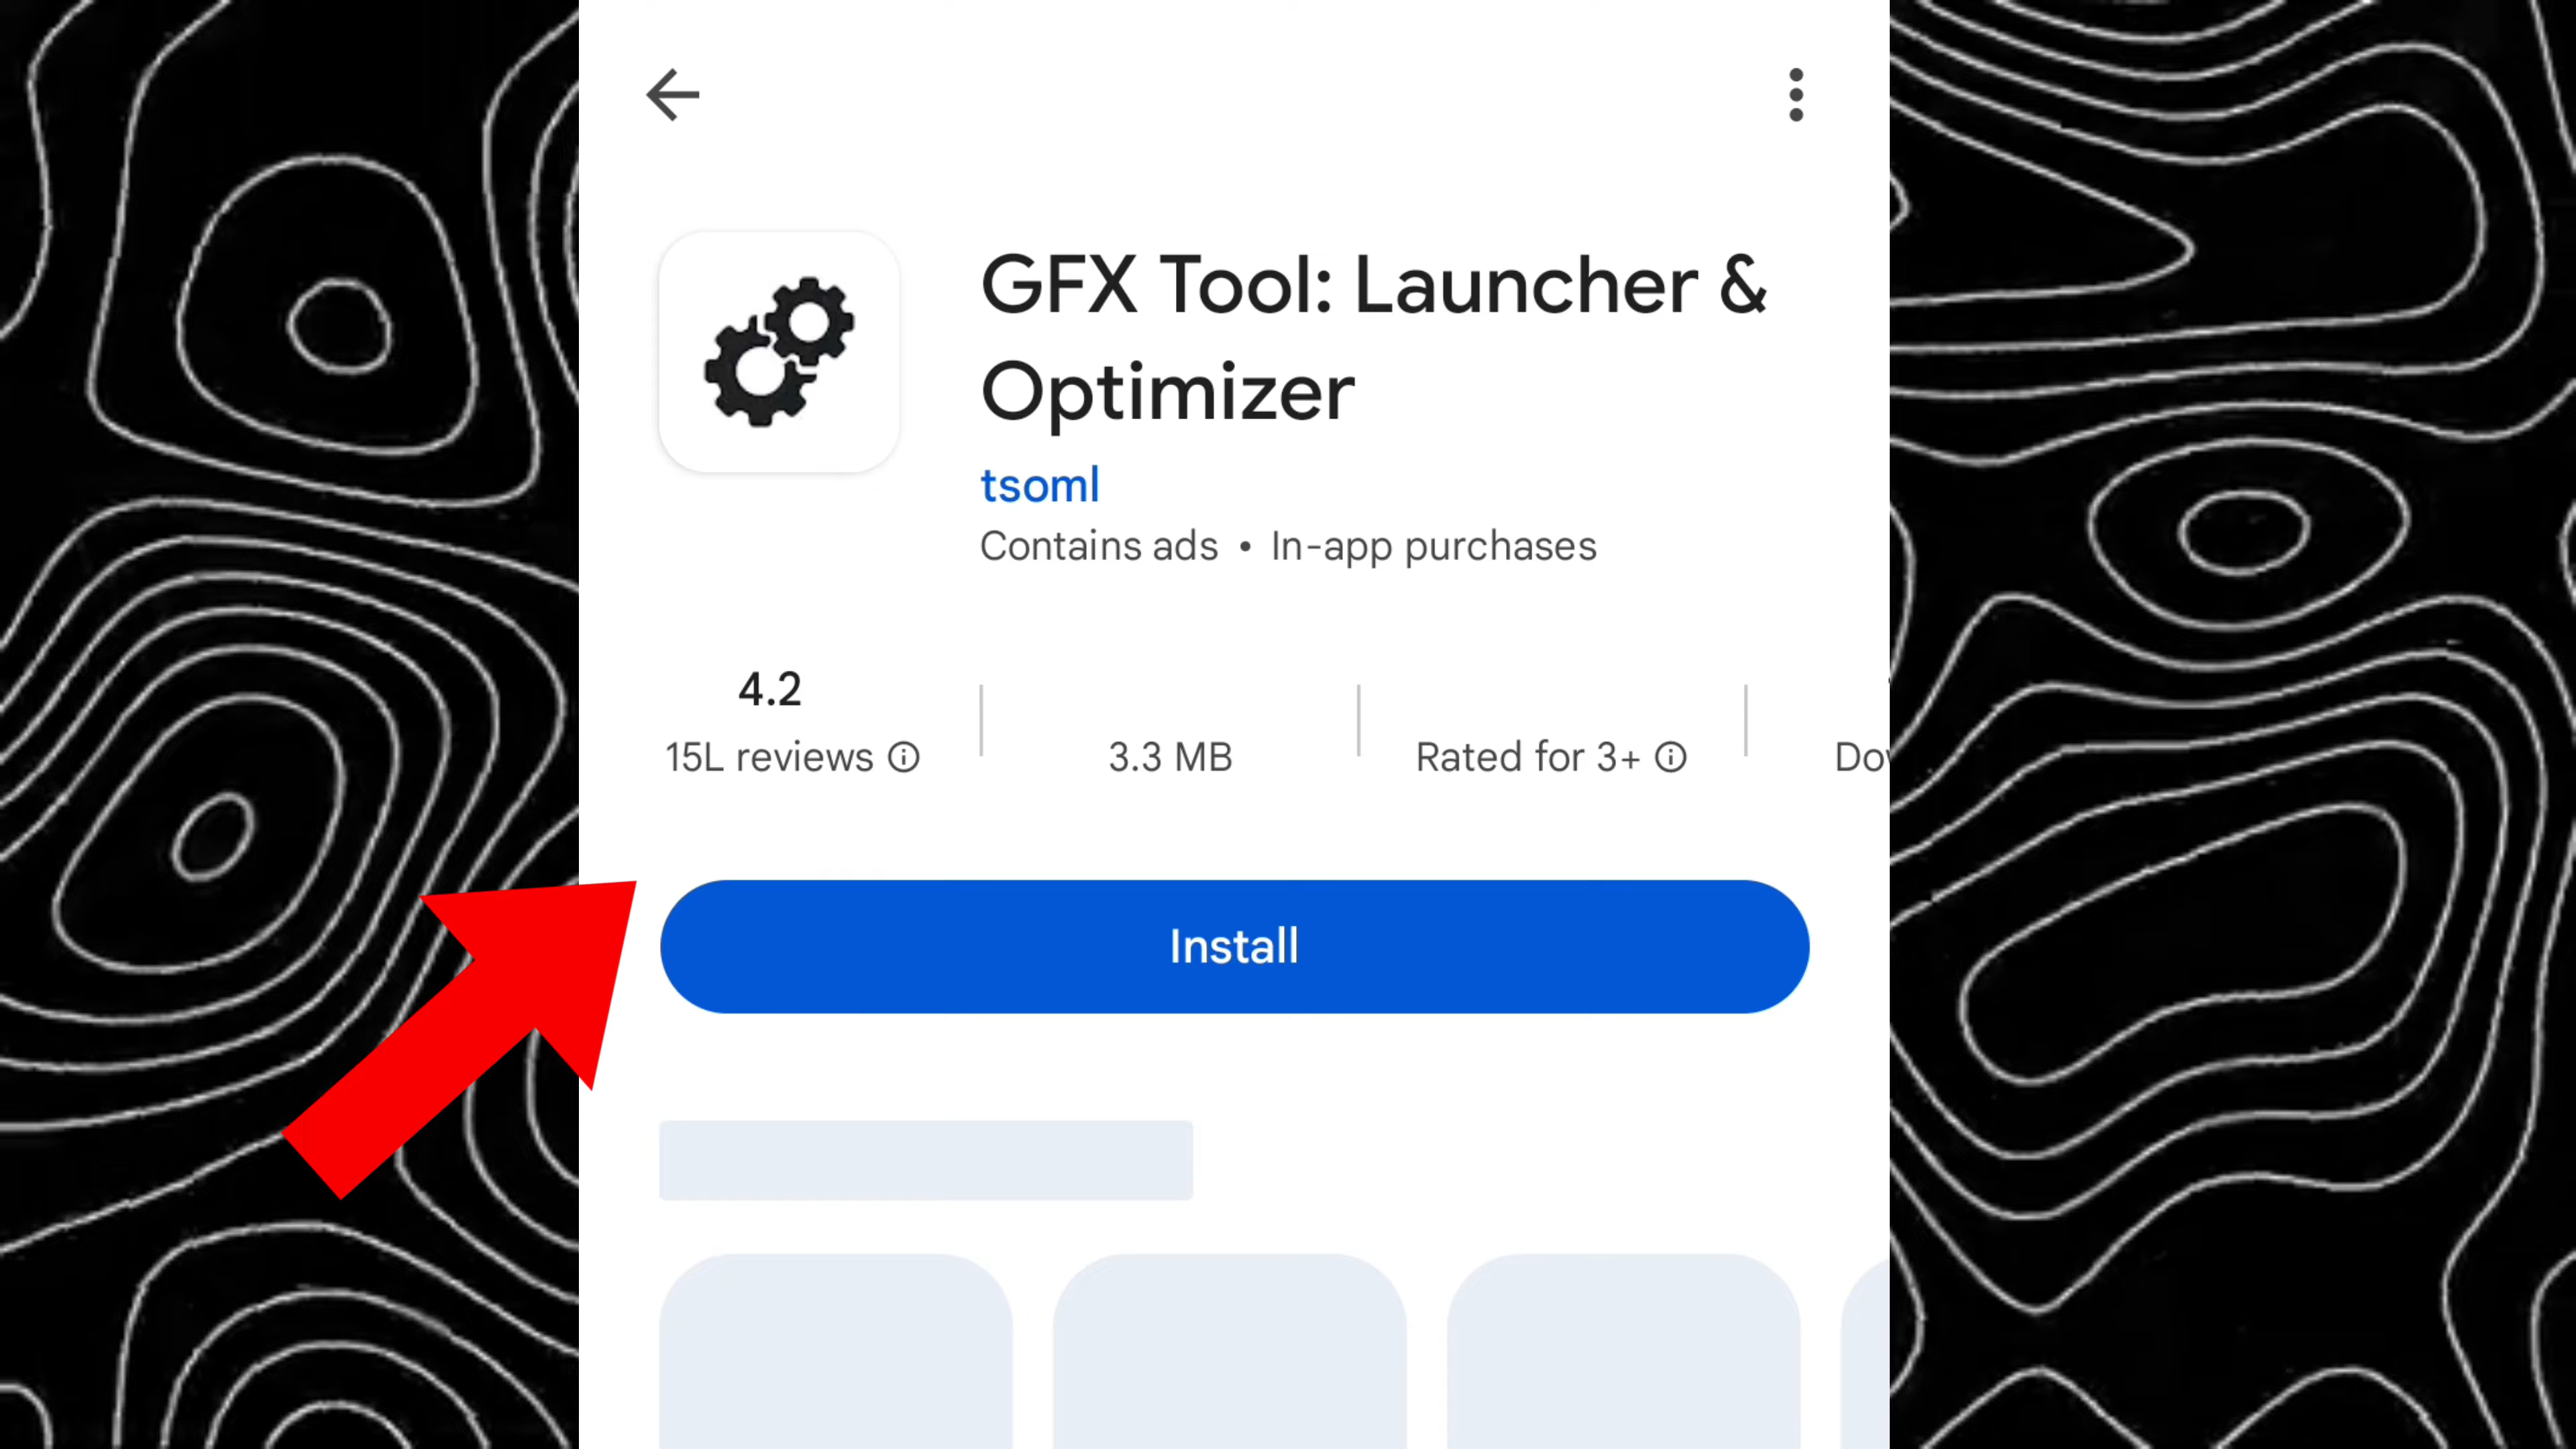 GFX Tool: Launcher &
Optimizer
tsoml
Contains ads • In-app purchases
4.2
15L reviews
3.3 MB
Rated for 3+
Install